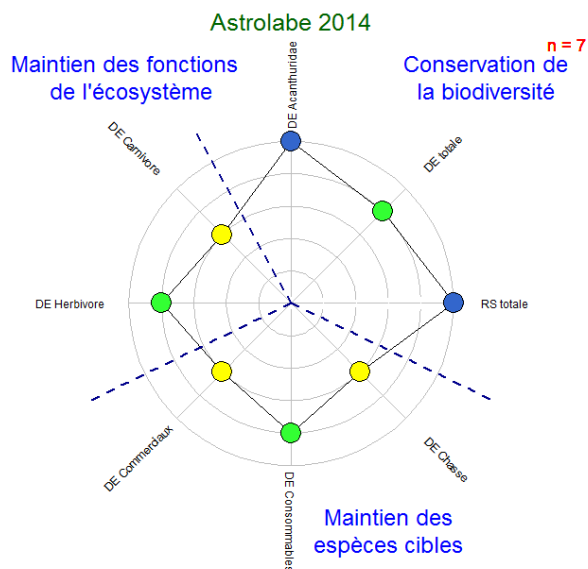 Astrolabe 2014
n = 7
Maintien des fonctions
de l'écosystème
Conservation de
la biodiversité
DE Acanthuridae
DE Carnivore
DE totale
DE Herbivore
RS totale
DE Commerciaux
DE Chasse
DE Consommables
Maintien des
espèces cibles